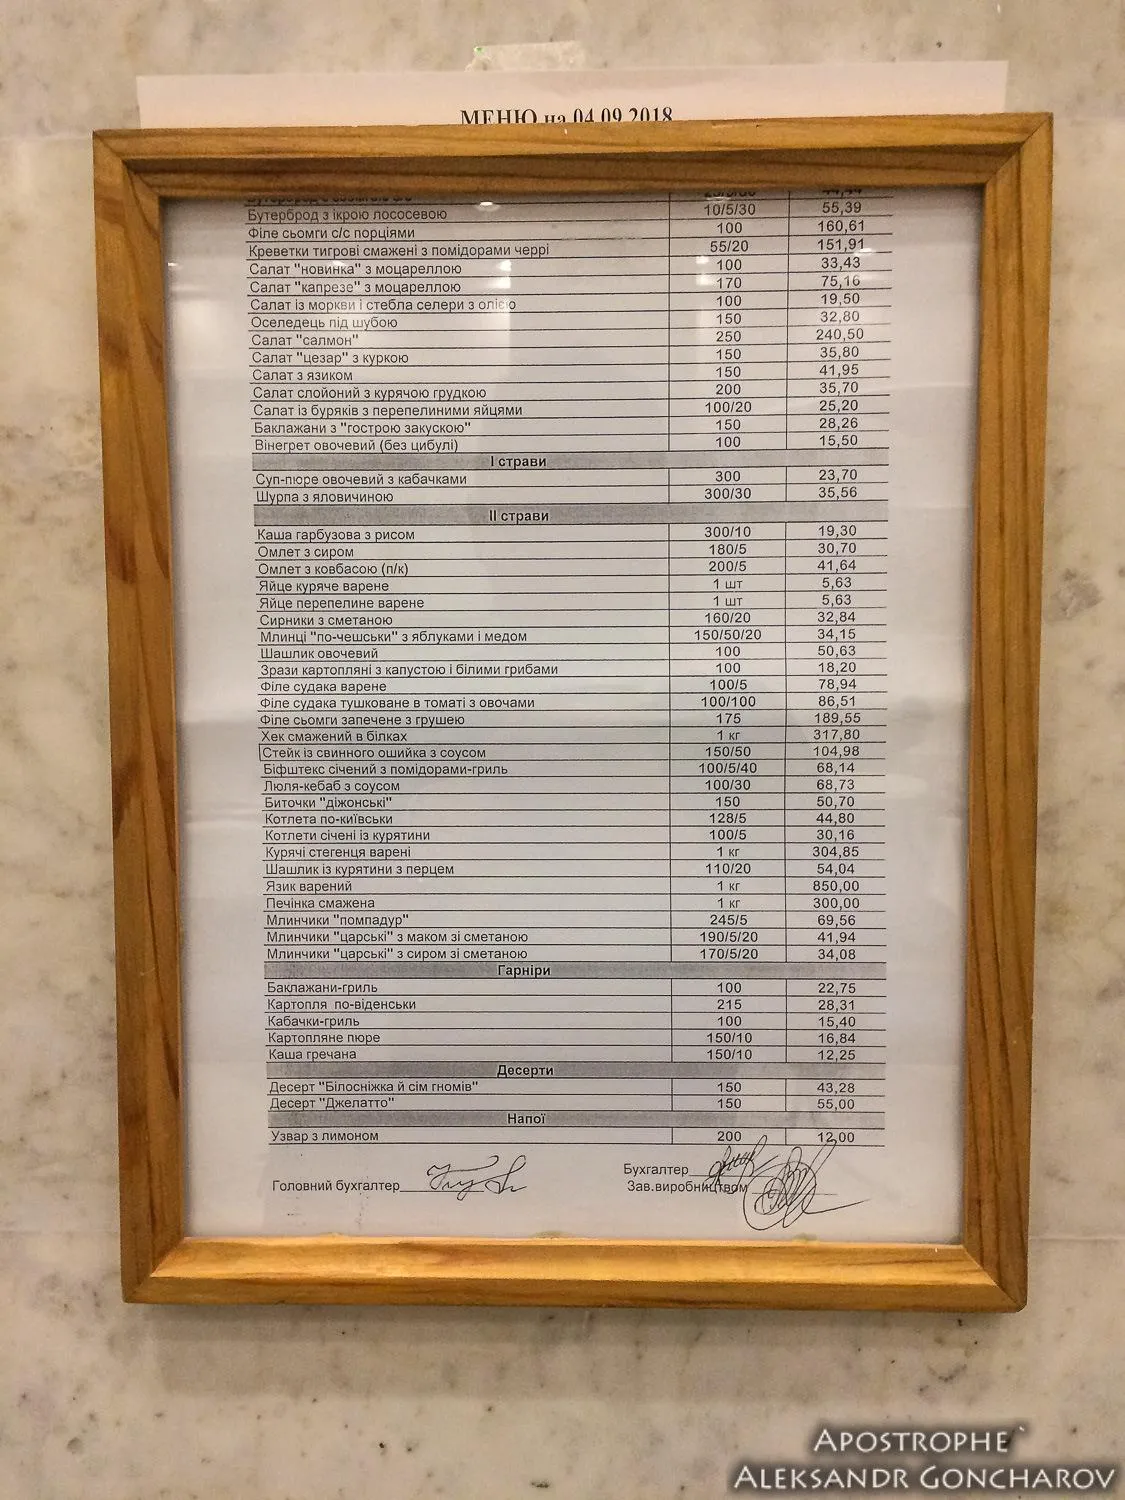 МЕНЮ на 04.09.2018
Бутерброд з ікрою лососевою 10/5/30 55,39
Філе сьомги с/с порціями 100 160,61
Креветки тигрові смажені з помідорами черрі 55/20 151,91
Салат "новинка" з моцареллою 100 33,43
Салат "капрезе" з моцареллою 170 75,16
Салат із моркви і стебла селери з олією 100 19,50
Оселедець під шубою 150 32,80
Салат "салмон" 250 240,50
Салат "цезар" з куркою 150 35,80
Салат з язиком 150 41,95
Салат слойоний з курячою грудкою 200 35,70
Салат із буряків з перепелиними яйцями 100/20 25,20
Баклажани з "гострою закускою" 150 28,26
Вінегрет овочевий (без цибулі) 100 15,50
І страви
Суп-пюре овочевий з кабачками 300 23,70
Шурпа з яловичиною 300/30 35,56
ІІ страви
Каша гарбузова з рисом 300/10 19,30
Омлет з сиром 180/5 30,70
Омлет з ковбасою (п/к) 200/5 41,64
Яйце куряче варене 1 шт 5,63
Яйце перепелине варене 1 шт 5,63
Сирники з сметаною 160/20 32,84
Млинці "по-чешськи" з яблуками і медом 150/50/20 34,15
Шашлик овочевий 100 50,63
Зрази картопляні з капустою і білими грибами 100 18,20
Філе судака варене 100/5 78,94
Філе судака тушковане в томаті з овочами 100/100 86,51
Філе сьомги запечене з грушею 175 189,55
Хек смажений в білках 1 кг 317,80
Стейк із свинного ошийка з соусом 150/50 104,98
Біфштекс січений з помідорами-гриль 100/5/40 68,14
Люля-кебаб з соусом 100/30 68,73
Биточки "діжонські" 150 50,70
Котлета по-київськи 128/5 44,80
Котлети січені із курятини 100/5 30,16
Курячі стегенця варені 1 кг 304,85
Шашлик із курятини з перцем 110/20 54,04
Язик варений 1 кг 850,00
Печінка смажена 1 кг 300,00
Млинчики "помпадур" 245/5 69,56
Млинчики "царські" з маком зі сметаною 190/5/20 41,94
Млинчики "царські" з сиром зі сметаною 170/5/20 34,08
Гарніри
Баклажани-гриль 100 22,75
Картопля по-віденськи 215 28,31
Кабачки-гриль 100 15,40
Картопляне пюре 150/10 16,84
Каша гречана 150/10 12,25
Десерти
Десерт "Білосніжка й сім гномів" 150 43,28
Десерт "Джелатто" 150 55,00
Напої
Узвар з лимоном 200 12,00
Бухгалтер
Головний бухгалтер Зав.виробництвом
Apostrophe`
Aleksandr Goncharov